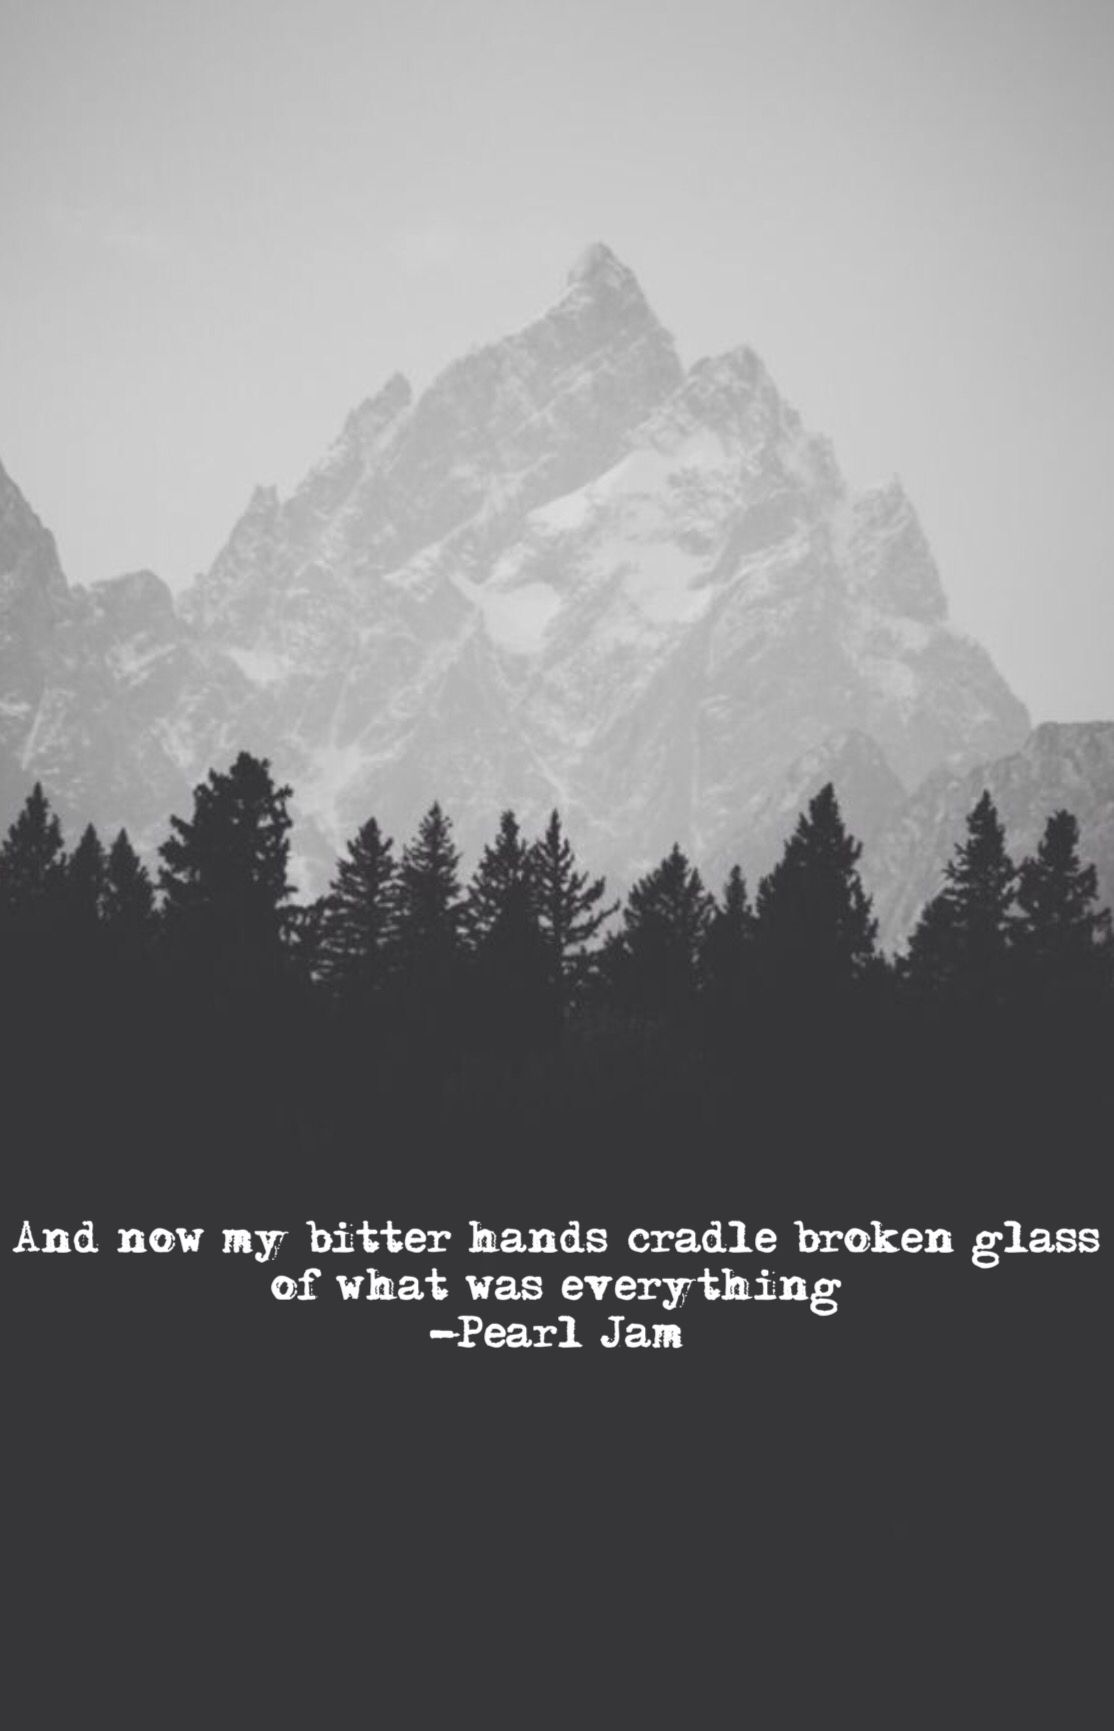 And now my bitter hands cradle broken glass
of what was everything
-Pearl Jam